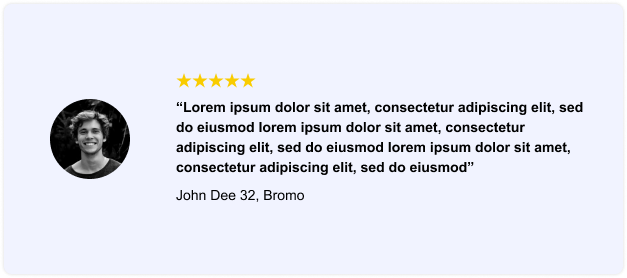 “Lorem ipsum dolor sit amet, consectetur adipiscing elit, sed
do eiusmod lorem ipsum dolor sit amet, consectetur
adipiscing elit, sed do eiusmod lorem ipsum dolor sit amet,
consectetur adipiscing elit, sed do eiusmod”
John Dee 32, Bromo